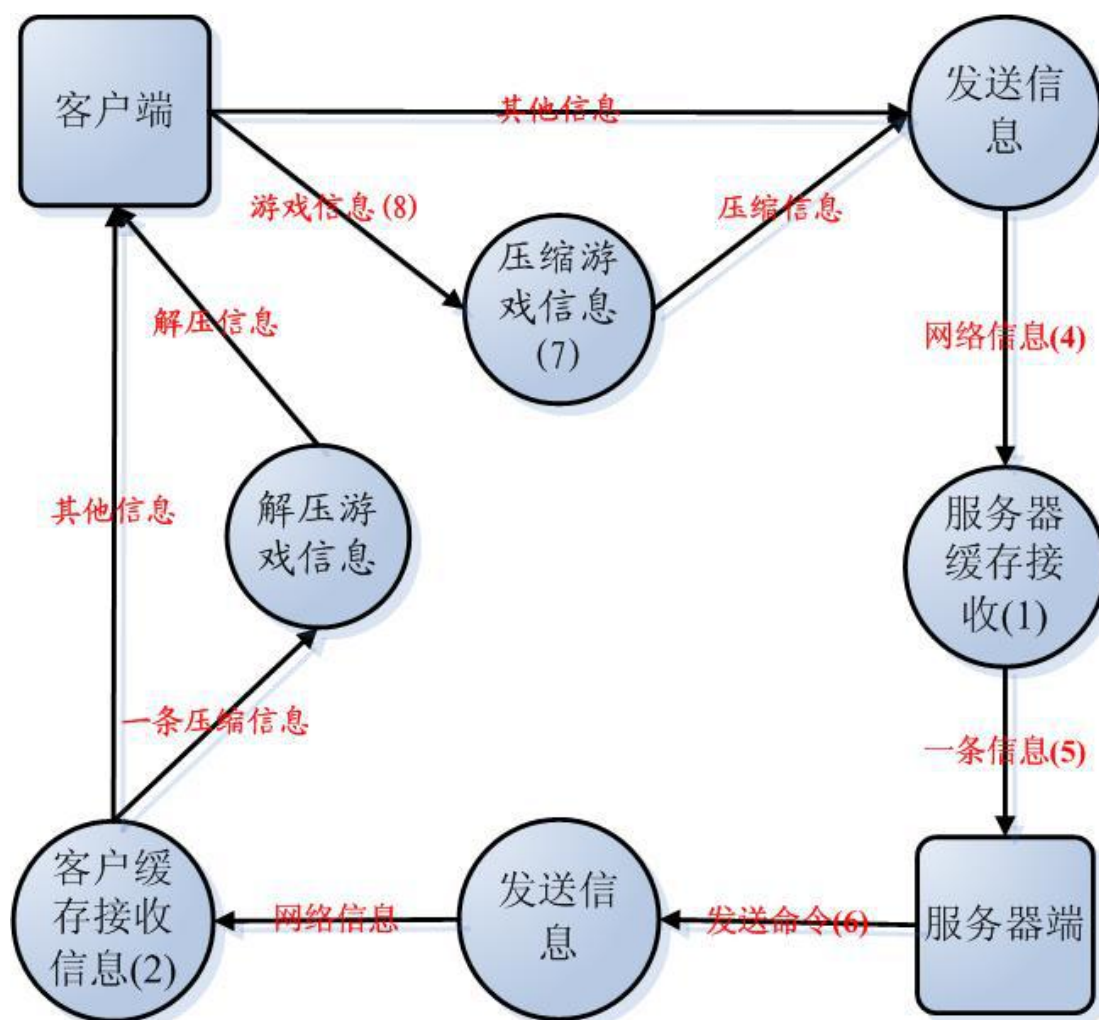 客户端
其他信息
发送信
息
游戏信息(8)
压缩信息
压缩游
戏信息
(7)
解压信息
网络信息(4)
其他信息
解压游
戏信息
服务器
缓存接
收(1)
一条压缩信息
一条信息(5)
客户缓
存接收
信息(2)
网络信息
发送信
息
发送命令(6)
服务器端